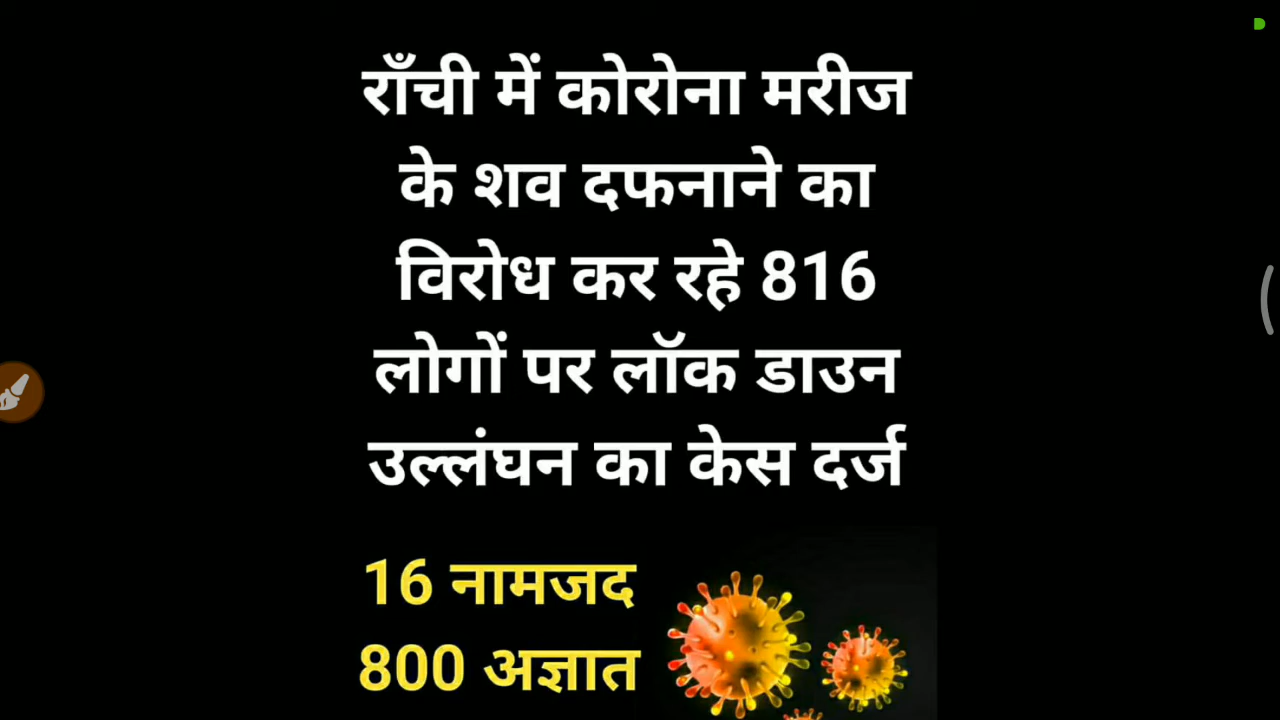 राँची में कोरोना मरीज
के शव दफनाने का
विरोध कर रहे 816
लोगों पर लॉक डाउन
उल्लंघन का केस दर्ज
16 नामजद
800 अज्ञात